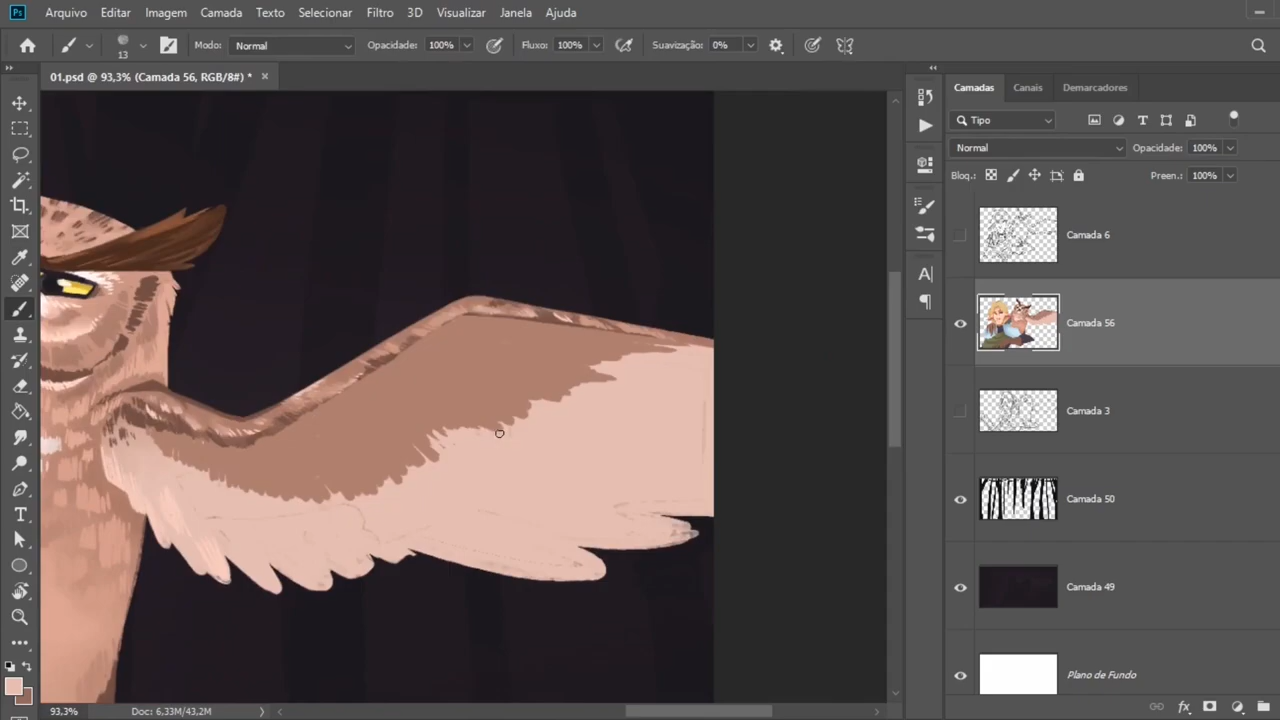 Ps Arquivo Editar Imagem Camada Texto Selecionar Filtro 3D Visualizar Janela Ajuda
13 Modo: Normal Opacidade: 100% Fluxo: 100% Suavização: 0%
01.psd @ 93,3% (Camada 56, RGB/8#) *
Camadas Canais Demarcadores
Tipo
Normal Opacidade: 100%
Bloq.: Preen.: 100%
Camada 6
Camada 56
Camada 3
Camada 50
Camada 49
Plano de Fundo
93,3% Doc: 6,33M/43,2M